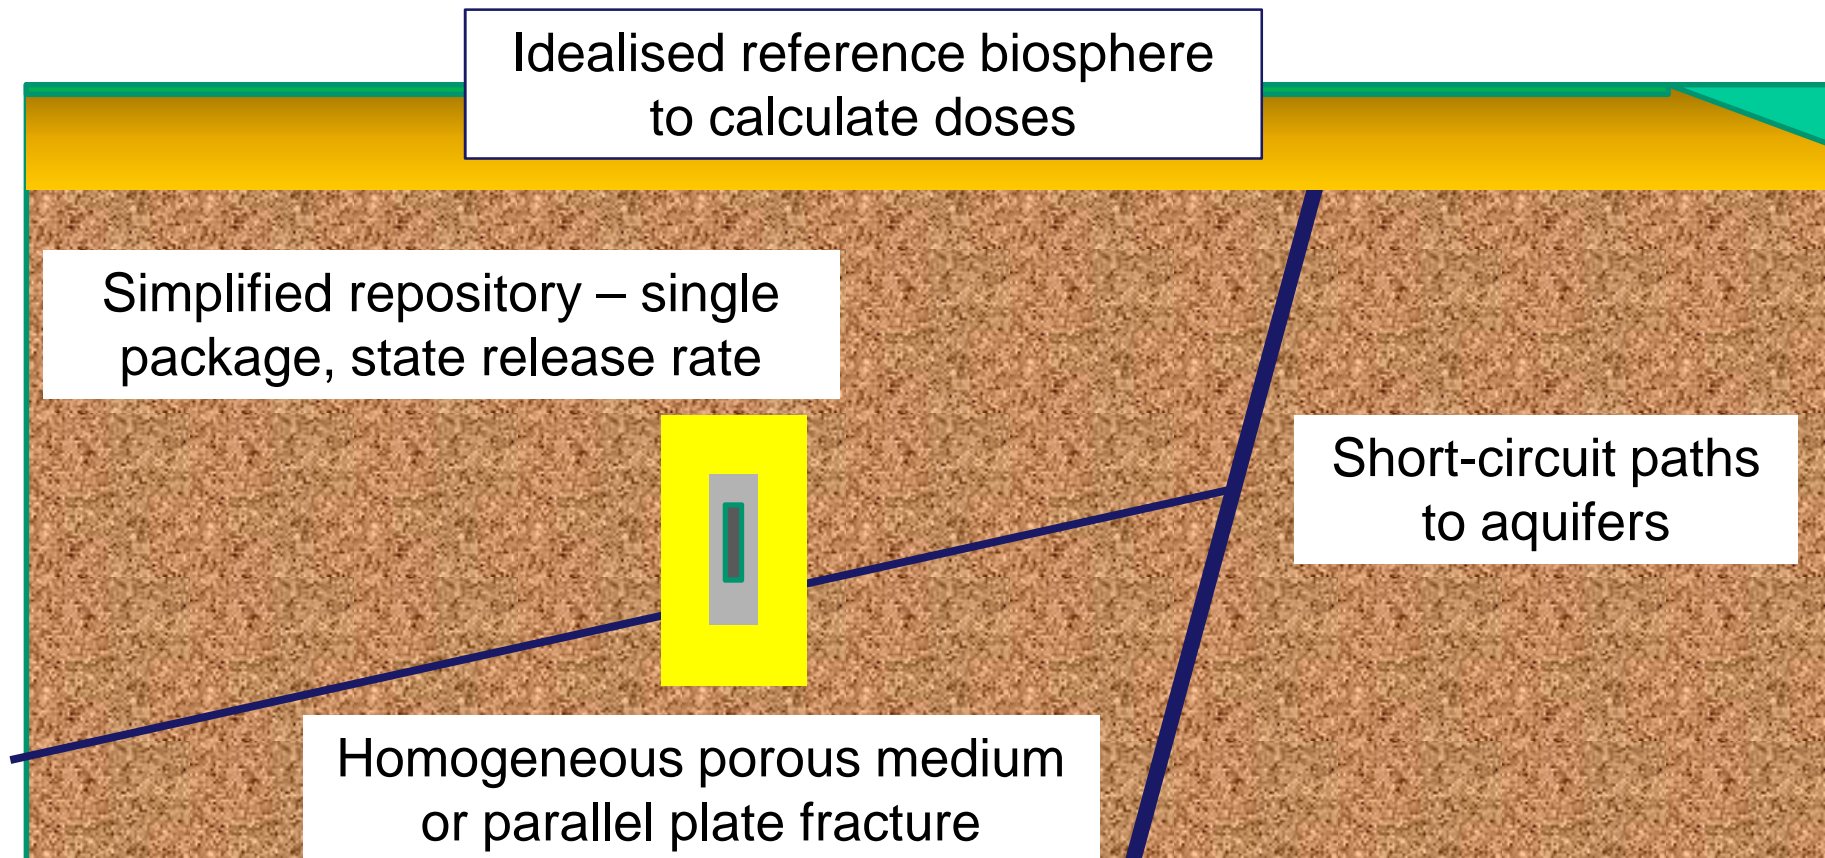 Idealised reference biosphere
to calculate doses
Simplified repository – single
package, state release rate
Short-circuit paths
to aquifers
Homogeneous porous medium
or parallel plate fracture